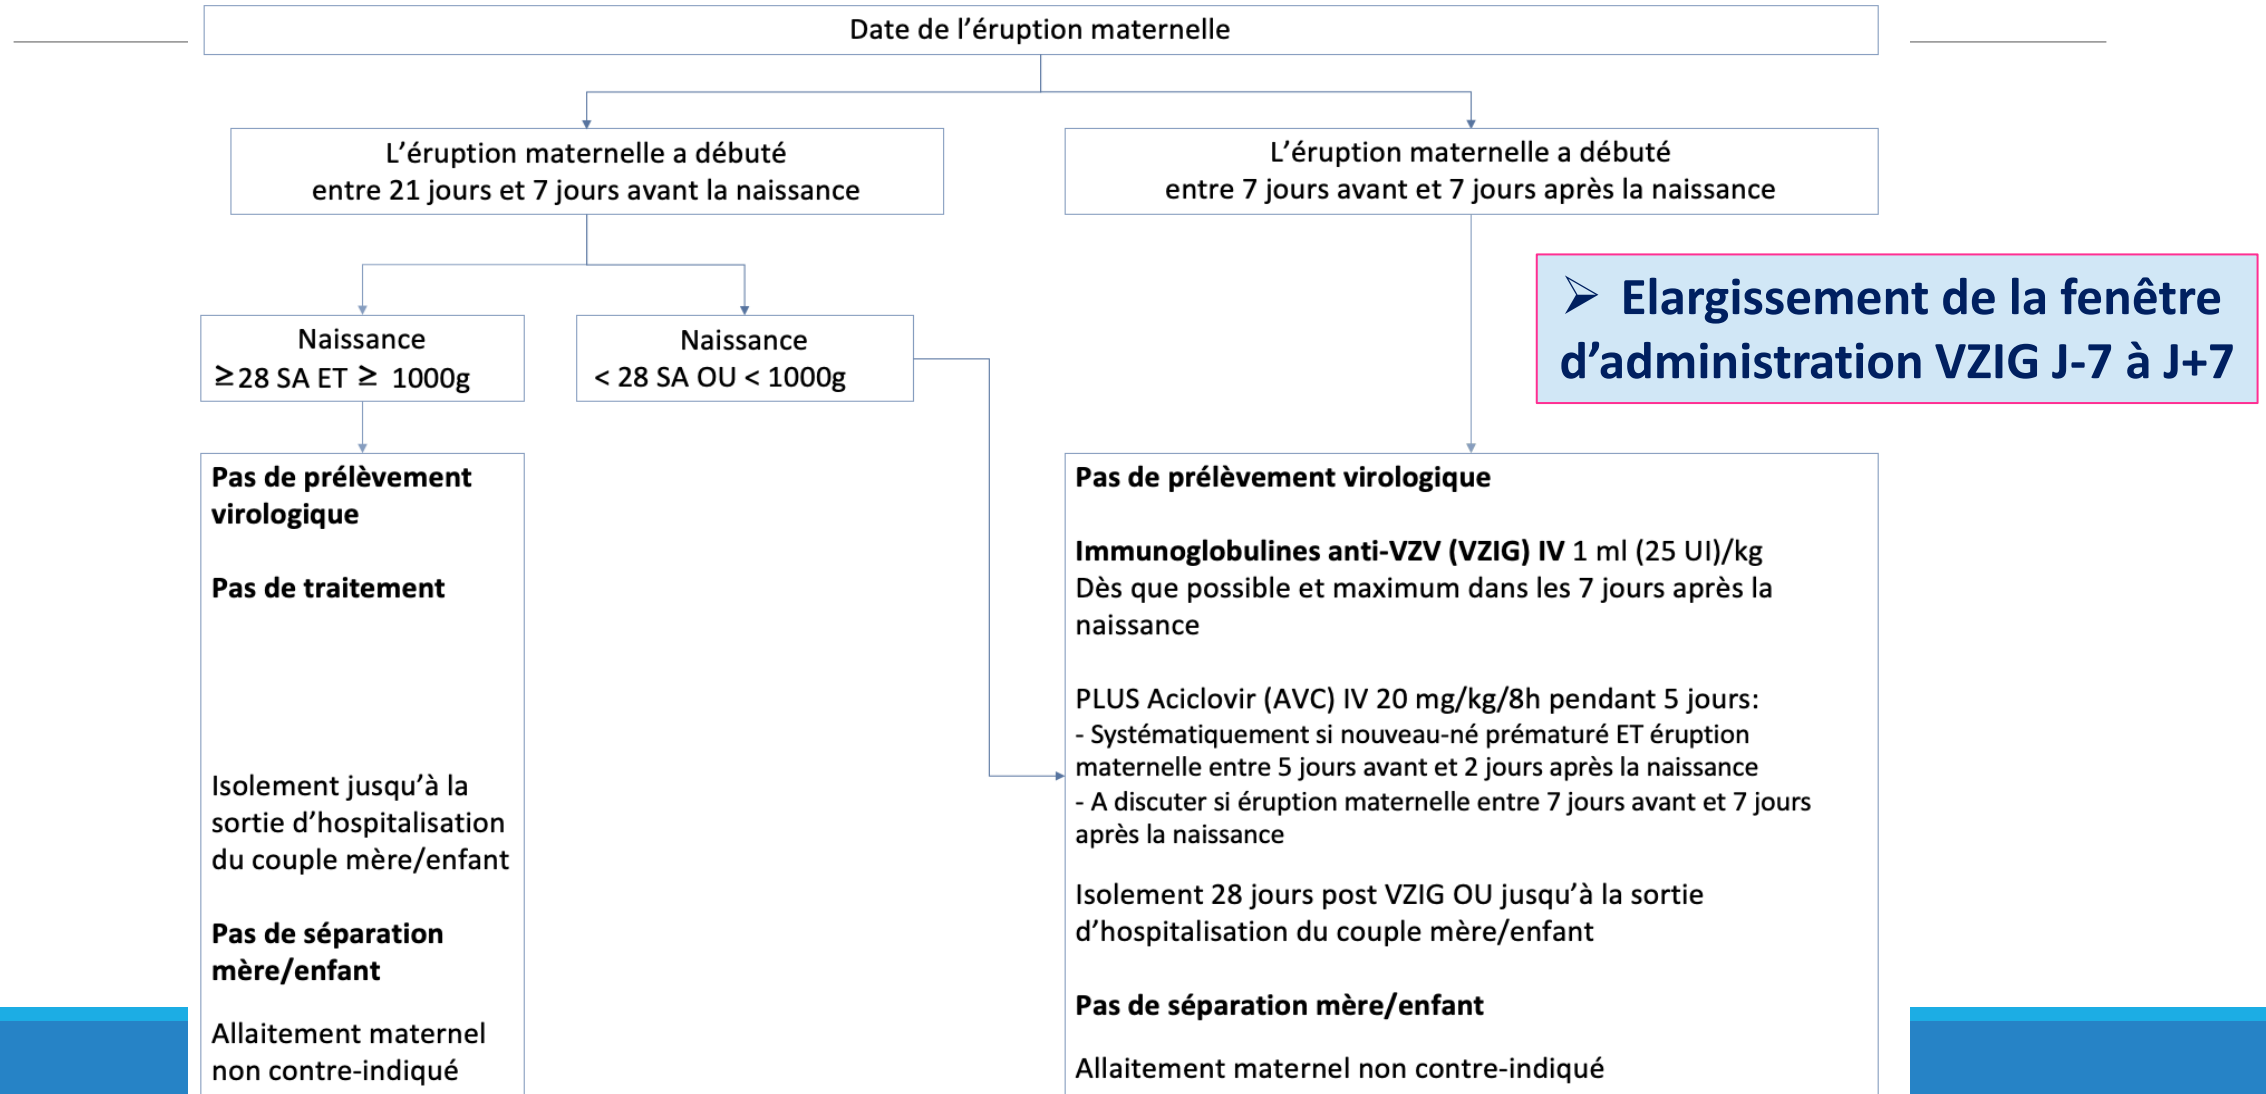 Date de l’éruption maternelle
L’éruption maternelle a débuté
entre 21 jours et 7 jours avant la naissance
L’éruption maternelle a débuté
entre 7 jours avant et 7 jours après la naissance
➢ Elargissement de la fenêtre
d’administration VZIG J-7 à J+7
Naissance
≥28 SA ET ≥ 1000g
Naissance
< 28 SA OU < 1000g
Pas de prélèvement
virologique
Pas de traitement
Isolement jusqu’à la
sortie d’hospitalisation
du couple mère/enfant
Pas de séparation
mère/enfant
Allaitement maternel
non contre-indiqué
Pas de prélèvement virologique
Immunoglobulines anti-VZV (VZIG) IV 1 ml (25 UI)/kg
Dès que possible et maximum dans les 7 jours après la
naissance
PLUS Aciclovir (AVC) IV 20 mg/kg/8h pendant 5 jours:
- Systématiquement si nouveau-né prématuré ET éruption
maternelle entre 5 jours avant et 2 jours après la naissance
- A discuter si éruption maternelle entre 7 jours avant et 7 jours
après la naissance
Isolement 28 jours post VZIG OU jusqu’à la sortie
d’hospitalisation du couple mère/enfant
Pas de séparation mère/enfant
Allaitement maternel non contre-indiqué